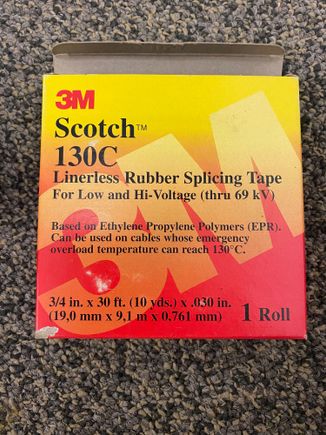 3M
Scotch™
130C
Linerless Rubber Splicing Tape
For Low and Hi-Voltage (thru 69 kV)
Based on Ethylene Propylene Polymers (EPR).
Can be used on cables whose emergency
overload temperature can reach 130°C.
3/4 in. x 30 ft. (10 yds.) x .030 in.
(19,0 mm x 9,1 m x 0.761 mm)
1 Roll